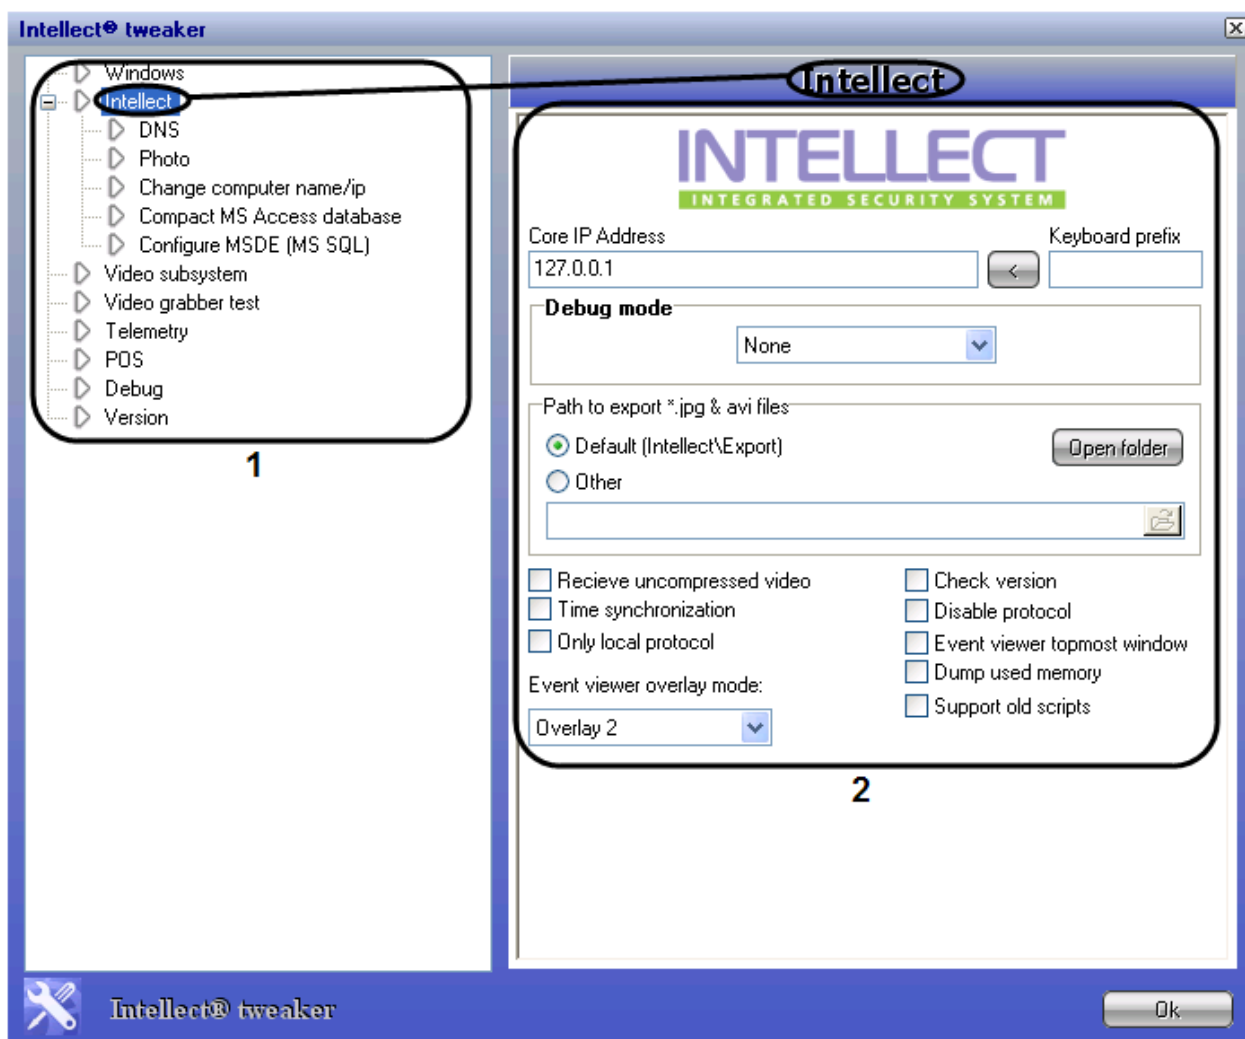 Intellect® tweaker
Windows
Intellect
DNS
Photo
Change computer name/ip
Compact MS Access database
Configure MSDE (MS SQL)
Video subsystem
Video grabber test
Telemetry
POS
Debug
Version
1
Intellect
INTELLECT
INTEGRATED SECURITY SYSTEM
Core IP Address Keyboard prefix
127.0.0.1 <
Debug mode
None
Path to export *.jpg & avi files
Default (Intellect\Export) Open folder
Other
Recieve uncompressed video Check version
Time synchronization Disable protocol
Only local protocol Event viewer topmost window
Dump used memory
Event viewer overlay mode:
Support old scripts
Overlay 2
2
Intellect® tweaker Ok